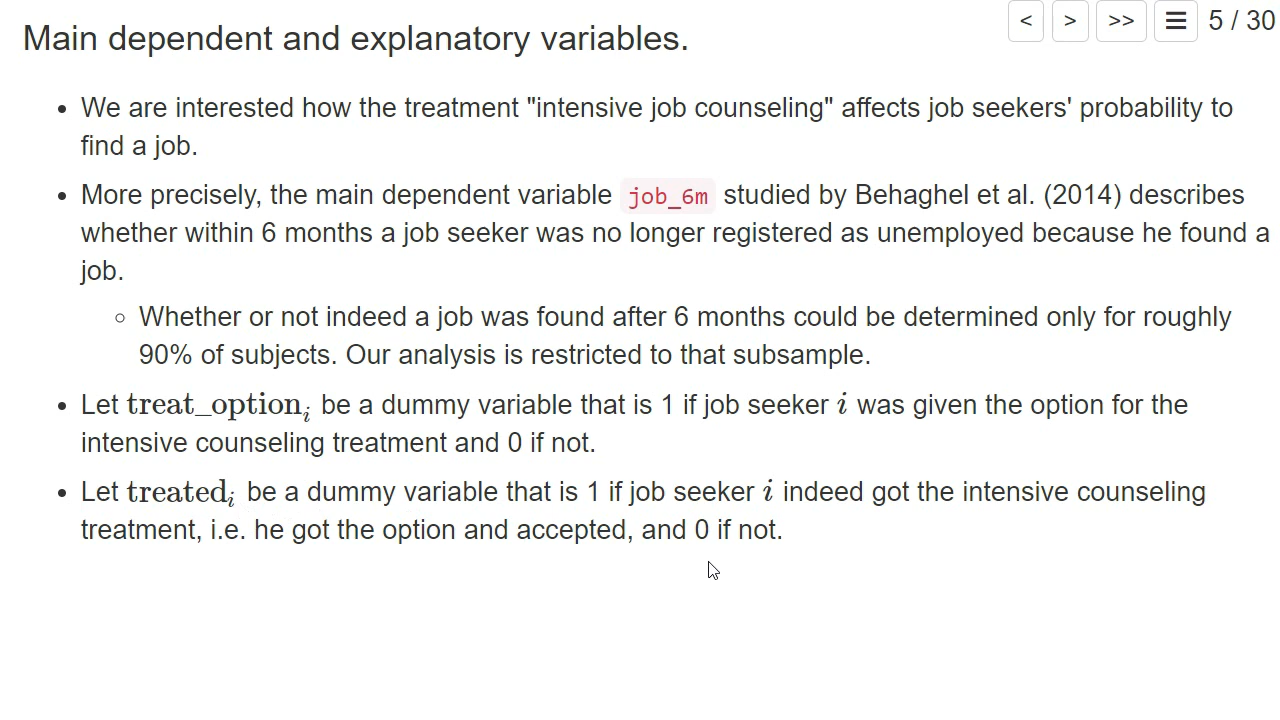 < > >> ☰ 5 / 30
Main dependent and explanatory variables.
• We are interested how the treatment "intensive job counseling" affects job seekers' probability to
find a job.
• More precisely, the main dependent variable job_6m studied by Behaghel et al. (2014) describes
whether within 6 months a job seeker was no longer registered as unemployed because he found a
job.
◦ Whether or not indeed a job was found after 6 months could be determined only for roughly
90% of subjects. Our analysis is restricted to that subsample.
• Let treat_option_i be a dummy variable that is 1 if job seeker i was given the option for the
intensive counseling treatment and 0 if not.
• Let treated_i be a dummy variable that is 1 if job seeker i indeed got the intensive counseling
treatment, i.e. he got the option and accepted, and 0 if not.